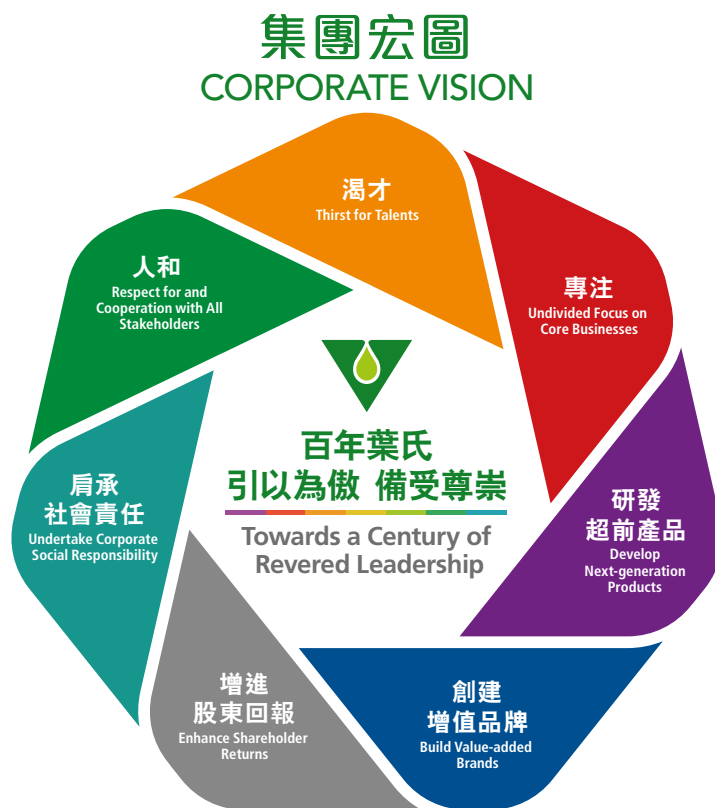 集團宏圖
CORPORATE VISION
渴才
Thirst for Talents
專注
Undivided Focus on
Core Businesses
研發
超前產品
Develop
Next-generation
Products
創建
增值品牌
Build Value-added
Brands
增進
股東回報
Enhance Shareholder
Returns
肩承
社會責任
Undertake Corporate
Social Responsibility
人和
Respect for and
Cooperation with All
Stakeholders
百年葉氏
引以為傲 備受尊崇
Towards a Century of
Revered Leadership